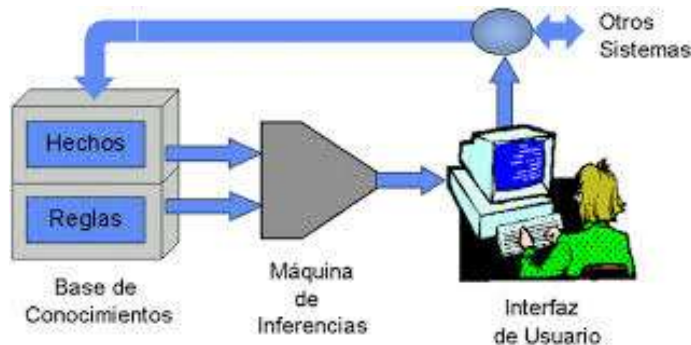 Otros
Sistemas
Hechos
Reglas
Base de
Conocimientos
Máquina
de
Inferencias
Interfaz
de Usuario